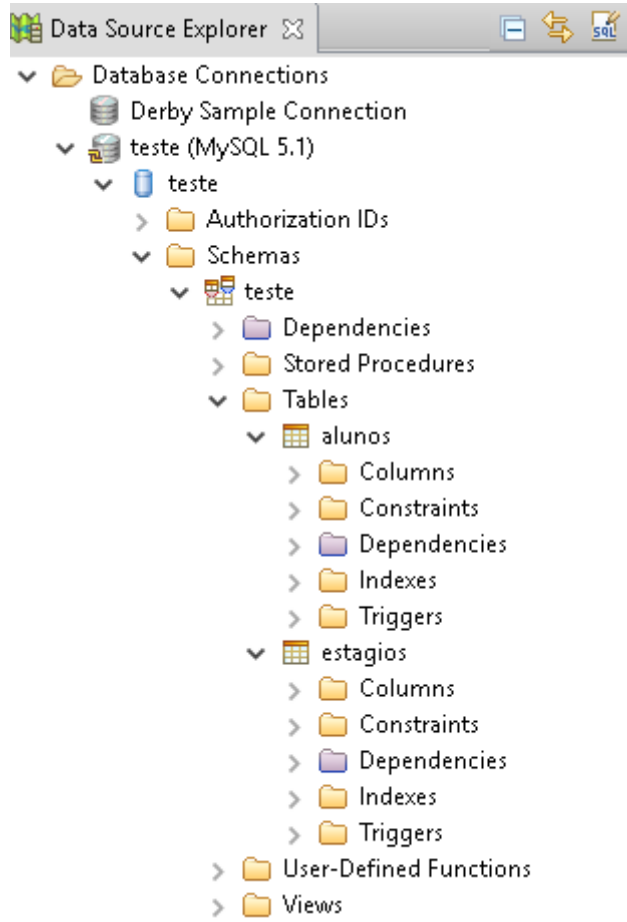 Data Source Explorer
SQL
Database Connections
Derby Sample Connection
teste (MySQL 5.1)
teste
Authorization IDs
Schemas
teste
Dependencies
Stored Procedures
Tables
alunos
Columns
Constraints
Dependencies
Indexes
Triggers
estagios
Columns
Constraints
Dependencies
Indexes
Triggers
User-Defined Functions
Views